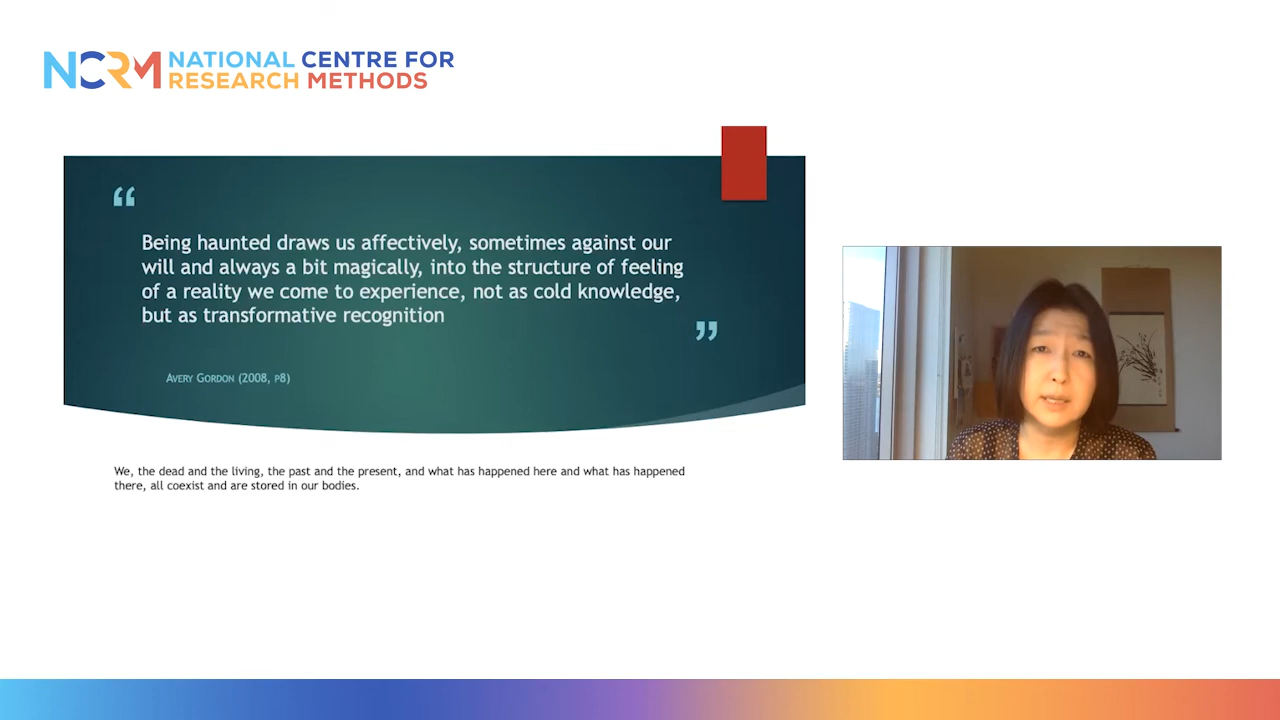 NCRM NATIONAL CENTRE FOR
RESEARCH METHODS
“
Being haunted draws us affectively, sometimes against our
will and always a bit magically, into the structure of feeling
of a reality we come to experience, not as cold knowledge,
but as transformative recognition
”
AVERY GORDON (2008, P8)
We, the dead and the living, the past and the present, and what has happened here and what has happened
there, all coexist and are stored in our bodies.